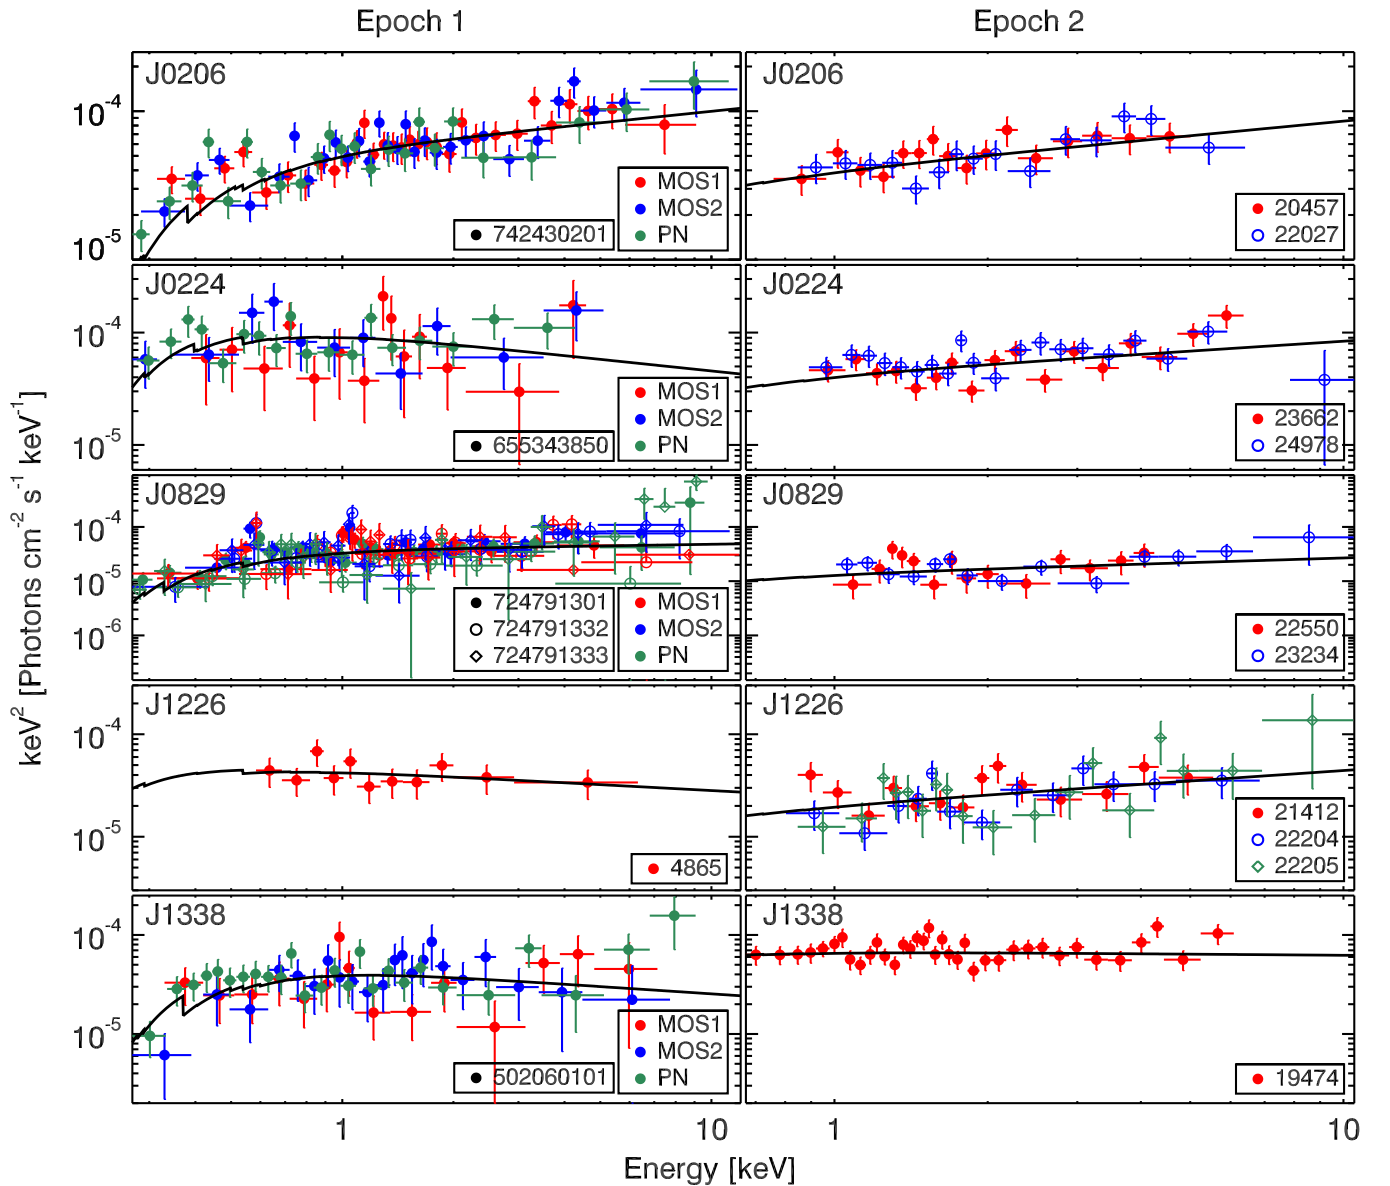 Epoch 1
Epoch 2
keV² [Photons cm⁻² s⁻¹ keV⁻¹]
J0206
10⁻⁴
10⁻⁵
742430201
MOS1
MOS2
PN
J0206
20457
22027
J0224
10⁻⁴
10⁻⁵
655343850
MOS1
MOS2
PN
J0224
23662
24978
J0829
10⁻⁴
10⁻⁵
10⁻⁶
724791301
724791332
724791333
MOS1
MOS2
PN
J0829
22550
23234
J1226
10⁻⁴
10⁻⁵
4865
J1226
21412
22204
22205
J1338
10⁻⁴
10⁻⁵
502060101
MOS1
MOS2
PN
J1338
19474
1
10
1
10
Energy [keV]